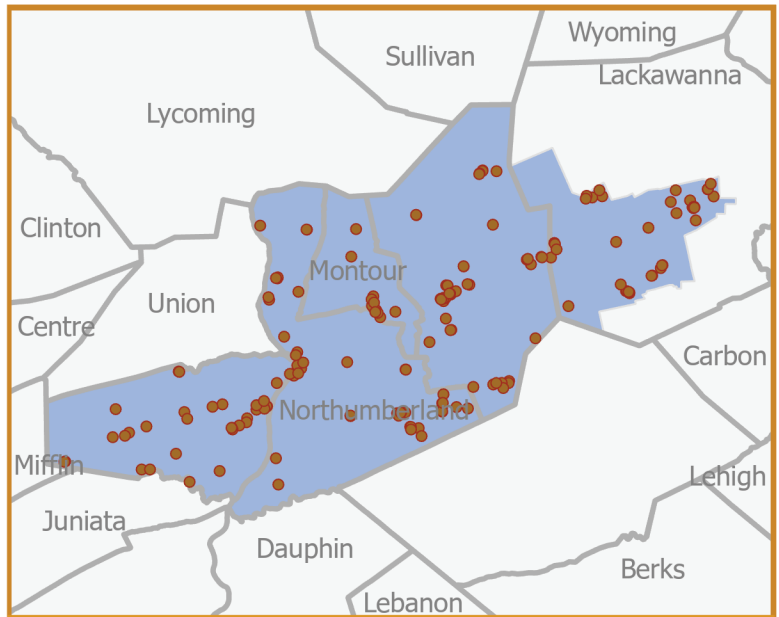 Wyoming
Sullivan
Lackawanna
Lycoming
Clinton
Montour
Union
Centre
Carbon
Northumberland
Mifflin
Lehigh
Juniata
Dauphin
Berks
Lebanon